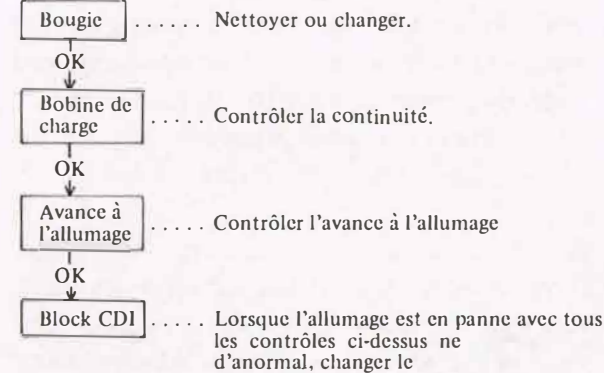 Bougie ...... Nettoyer ou changer.
OK
Bobine de
charge ..... Contrôler la continuité.
OK
Avance à
l'allumage ..... Contrôler l'avance à l'allumage
OK
Block CDI ..... Lorsque l'allumage est en panne avec tous
les contrôles ci-dessus ne
d'anormal, changer le